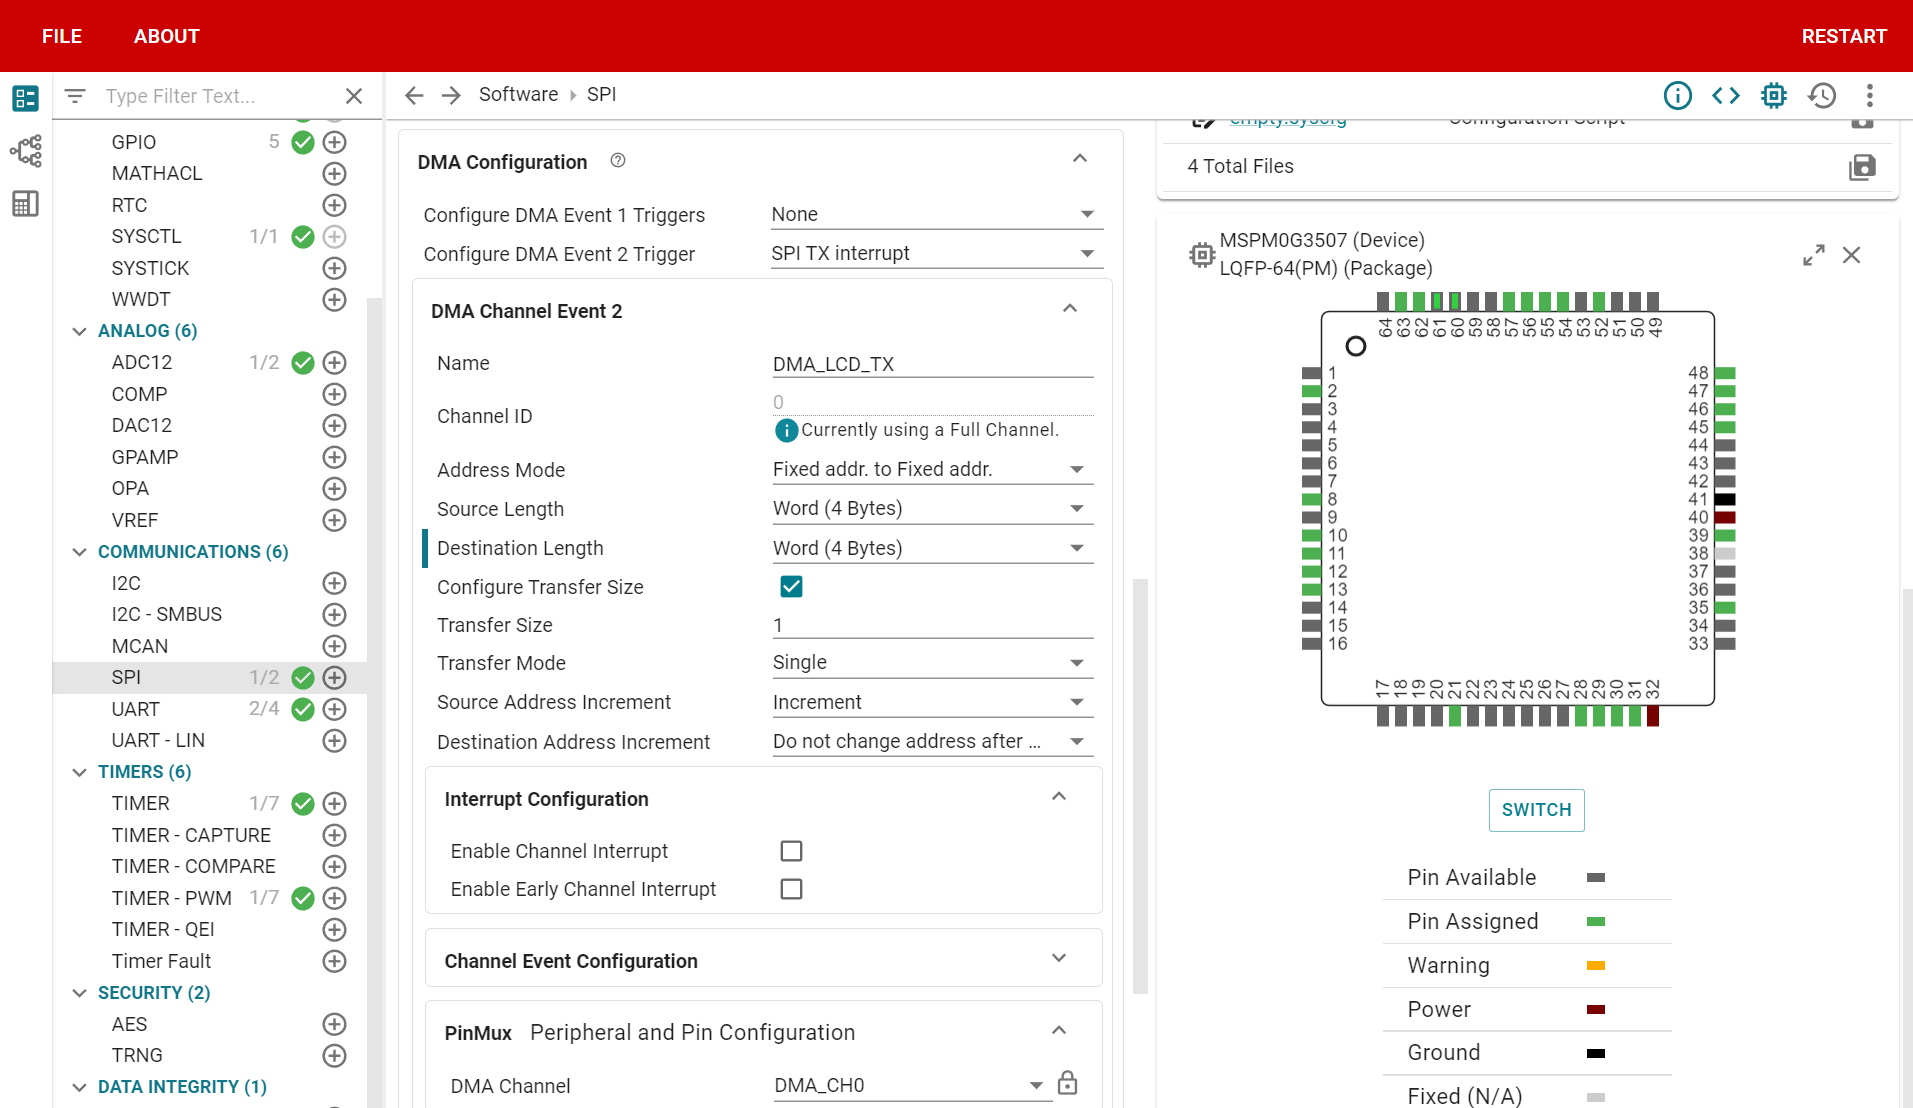 FILE ABOUT RESTART
Type Filter Text...
GPIO 5
MATHACL
RTC
SYSCTL 1/1
SYSTICK
WWDT
ANALOG (6)
ADC12 1/2
COMP
DAC12
GPAMP
OPA
VREF
COMMUNICATIONS (6)
I2C
I2C - SMBUS
MCAN
SPI 1/2
UART 2/4
UART - LIN
TIMERS (6)
TIMER 1/7
TIMER - CAPTURE
TIMER - COMPARE
TIMER - PWM 1/7
TIMER - QEI
Timer Fault
SECURITY (2)
AES
TRNG
DATA INTEGRITY (1)
Software SPI
DMA Configuration
Configure DMA Event 1 Triggers None
Configure DMA Event 2 Trigger SPI TX interrupt
DMA Channel Event 2
Name DMA_LCD_TX
Channel ID 0
Currently using a Full Channel.
Address Mode Fixed addr. to Fixed addr.
Source Length Word (4 Bytes)
Destination Length Word (4 Bytes)
Configure Transfer Size
Transfer Size 1
Transfer Mode Single
Source Address Increment Increment
Destination Address Increment Do not change address after ...
Interrupt Configuration
Enable Channel Interrupt
Enable Early Channel Interrupt
Channel Event Configuration
PinMux Peripheral and Pin Configuration
DMA Channel DMA_CH0
empty.syscfg Configuration Script
4 Total Files
MSPM0G3507 (Device)
LQFP-64(PM) (Package)
64 63 62 61 60 59 58 57 56 55 54 53 52 51 50 49
1 48
2 47
3 46
4 45
5 44
6 43
7 42
8 41
9 40
10 39
11 38
12 37
13 36
14 35
15 34
16 33
17 18 19 20 21 22 23 24 25 26 27 28 29 30 31 32
SWITCH
Pin Available
Pin Assigned
Warning
Power
Ground
Fixed (N/A)